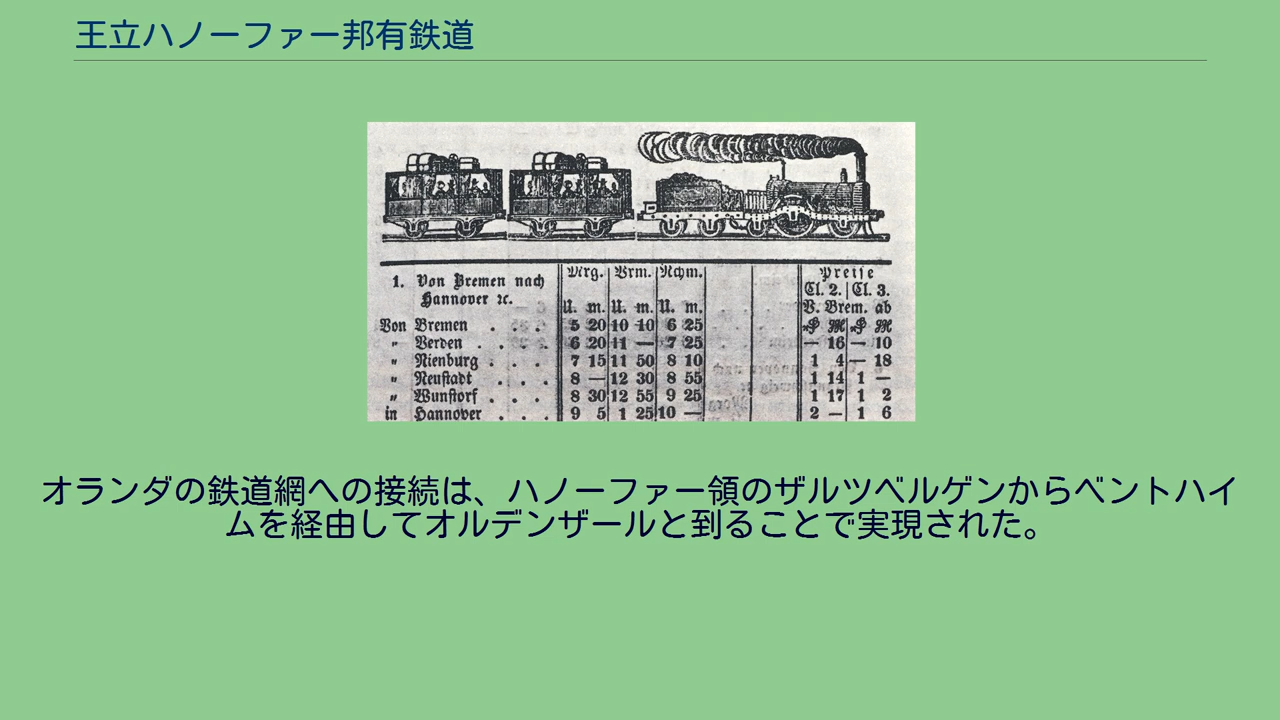 王立ハノーファー邦有鉄道
Mrg. Vrm. Nchm. Preise
1. Von Bremen nach Cl. 2. Cl. 3.
Hannover ꝛc. U. m. U. m. U. m. V. Brem. ab
Von Bremen . . . 5 20 10 10 6 25
„ Verden . . . . 6 20 11 — 7 25 — 16 — 10
„ Nienburg . . . 7 15 11 50 8 10 1 4 — 18
„ Neustadt . . . 8 — 12 30 8 55 1 14 1 —
„ Wunstorf . . . 8 30 12 55 9 25 1 17 1 2
in Hannover . . . 9 5 1 25 10 — 2 — 1 6
オランダの鉄道網への接続は、ハノーファー領のザルツベルゲンからベントハイ
ムを経由してオルデンザールと到ることで実現された。